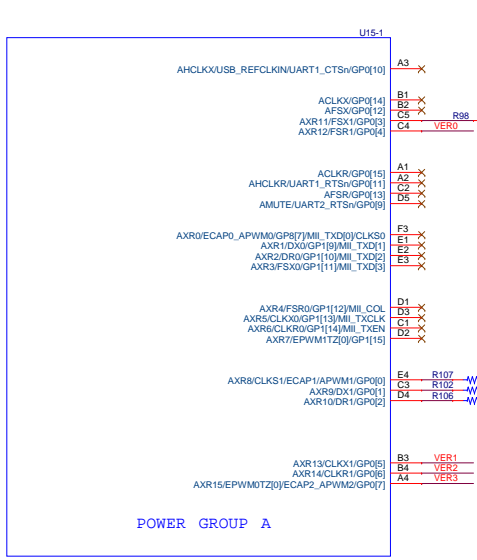 U15-1
AHCLKX/USB_REFCLKIN/UART1_CTSn/GP0[10] A3
ACLKX/GP0[14] B1
AFSX/GP0[12] B2
AXR11/FSX1/GP0[3] C5 R98
AXR12/FSR1/GP0[4] C4 VER0
ACLKR/GP0[15] A1
AHCLKR/UART1_RTSn/GP0[11] A2
AFSR/GP0[13] C2
AMUTE/UART2_RTSn/GP0[9] D5
AXR0/ECAP0_APWM0/GP8[7]/MII_TXD[0]/CLKS0 F3
AXR1/DX0/GP1[9]/MII_TXD[1] E1
AXR2/DR0/GP1[10]/MII_TXD[2] E2
AXR3/FSX0/GP1[11]/MII_TXD[3] E3
AXR4/FSR0/GP1[12]/MII_COL D1
AXR5/CLKX0/GP1[13]/MII_TXCLK D3
AXR6/CLKR0/GP1[14]/MII_TXEN C1
AXR7/EPWM1TZ[0]/GP1[15] D2
AXR8/CLKS1/ECAP1/APWM1/GP0[0] E4 R107
AXR9/DX1/GP0[1] C3 R102
AXR10/DR1/GP0[2] D4 R106
AXR13/CLKX1/GP0[5] B3 VER1
AXR14/CLKR1/GP0[6] B4 VER2
AXR15/EPWM0TZ[0]/ECAP2_APWM2/GP0[7] A4 VER3
POWER GROUP A